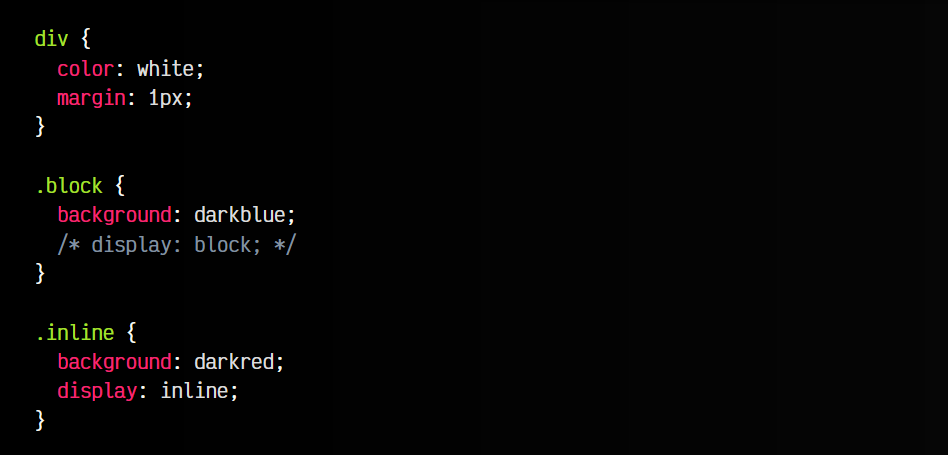 div {
  color: white;
  margin: 1px;
}

.block {
  background: darkblue;
  /* display: block; */
}

.inline {
  background: darkred;
  display: inline;
}